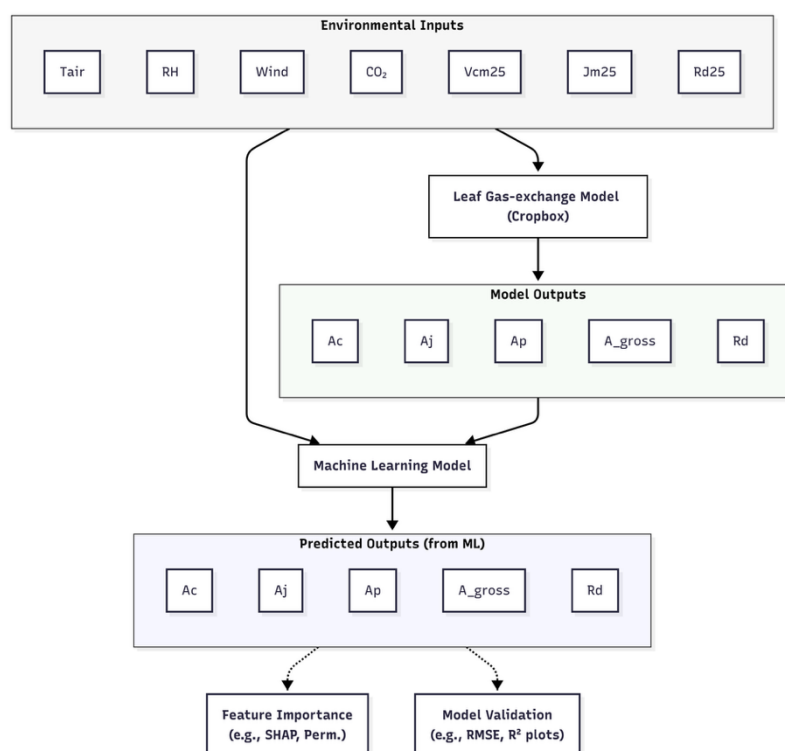 Environmental Inputs
Tair
RH
Wind
CO₂
Vcm25
Jm25
Rd25
Leaf Gas-exchange Model
(Cropbox)
Model Outputs
Ac
Aj
Ap
A_gross
Rd
Machine Learning Model
Predicted Outputs (from ML)
Ac
Aj
Ap
A_gross
Rd
Feature Importance
(e.g., SHAP, Perm.)
Model Validation
(e.g., RMSE, R² plots)